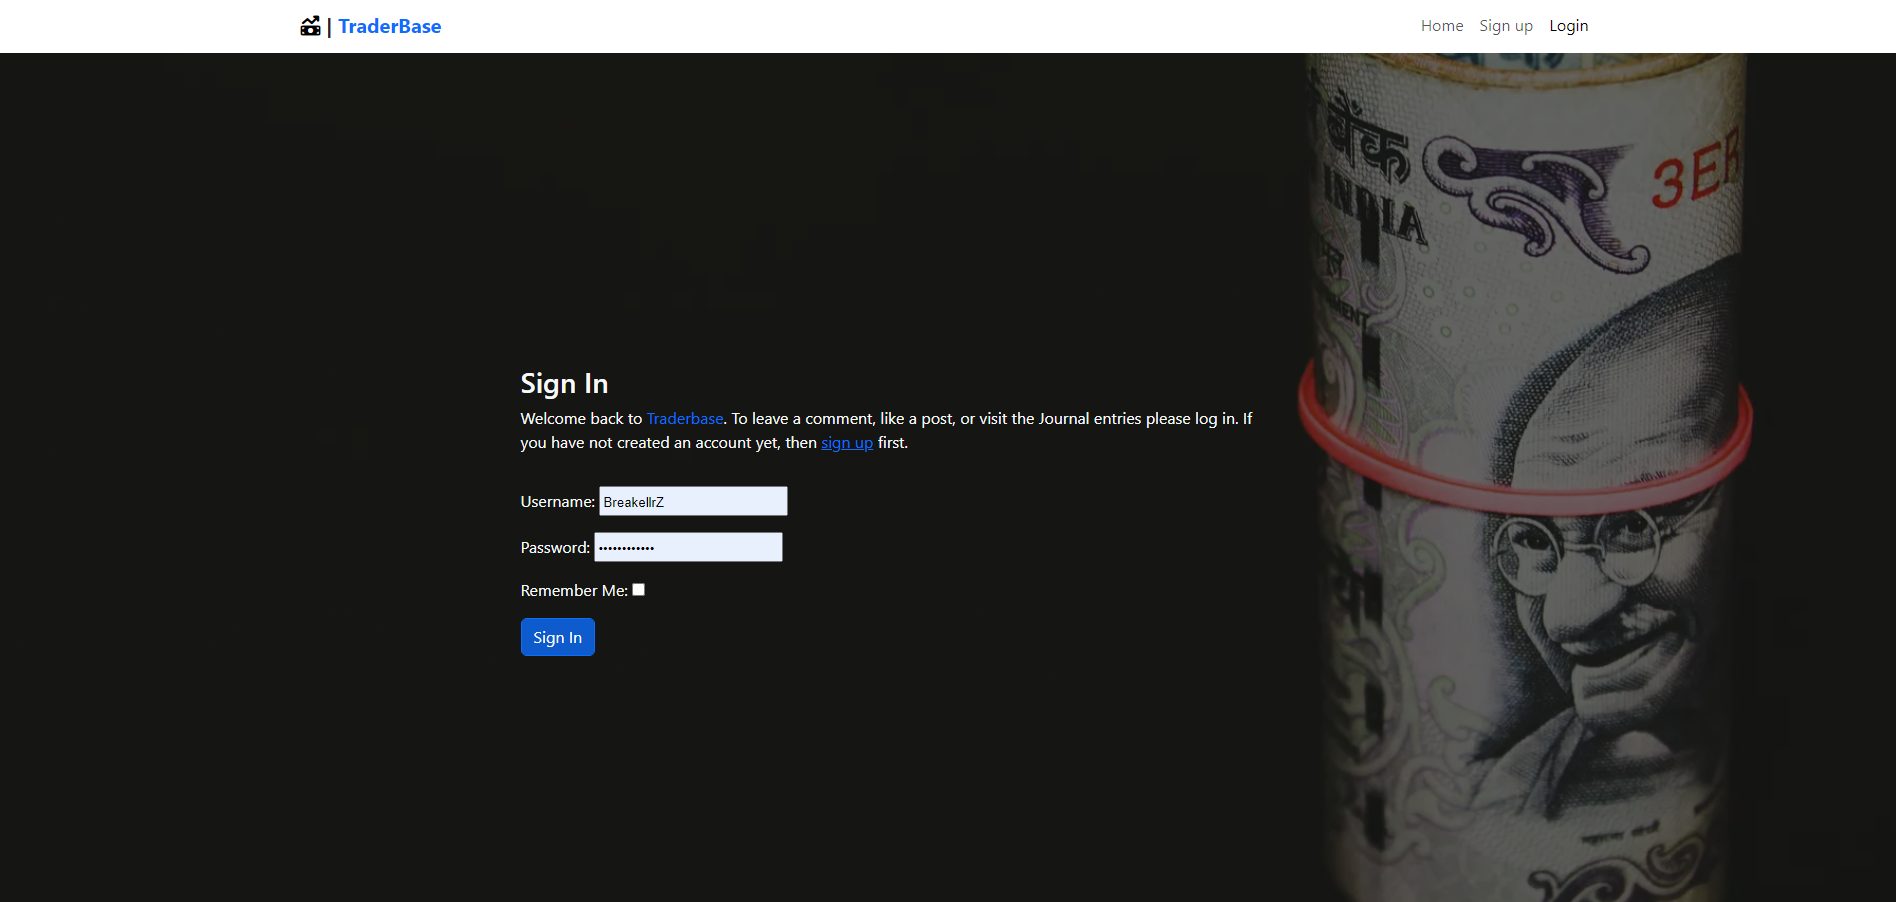 | TraderBase
Home Sign up Login
बैंक
INDIA
3ER
Sign In
Welcome back to Traderbase. To leave a comment, like a post, or visit the Journal entries please log in. If
you have not created an account yet, then sign up first.
Username: BreakellrZ
Password: ••••••••••••
Remember Me:
Sign In